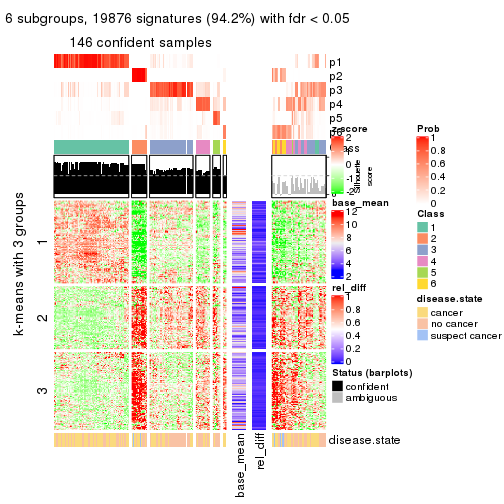 6 subgroups, 19876 signatures (94.2%) with fdr < 0.05
146 confident samples
p1
p2
p3
p4
p5
p6
Class
Silhouette
score
k-means with 3 groups
1
2
3
base_mean
rel_diff
disease.state
z-score
2
1
0
-1
-2
base_mean
12
10
8
6
4
2
rel_diff
1
0.8
0.6
0.4
0.2
0
Status (barplots)
confident
ambiguous
Prob
1
0.8
0.6
0.4
0.2
0
Class
1
2
3
4
5
6
disease.state
cancer
no cancer
suspect cancer